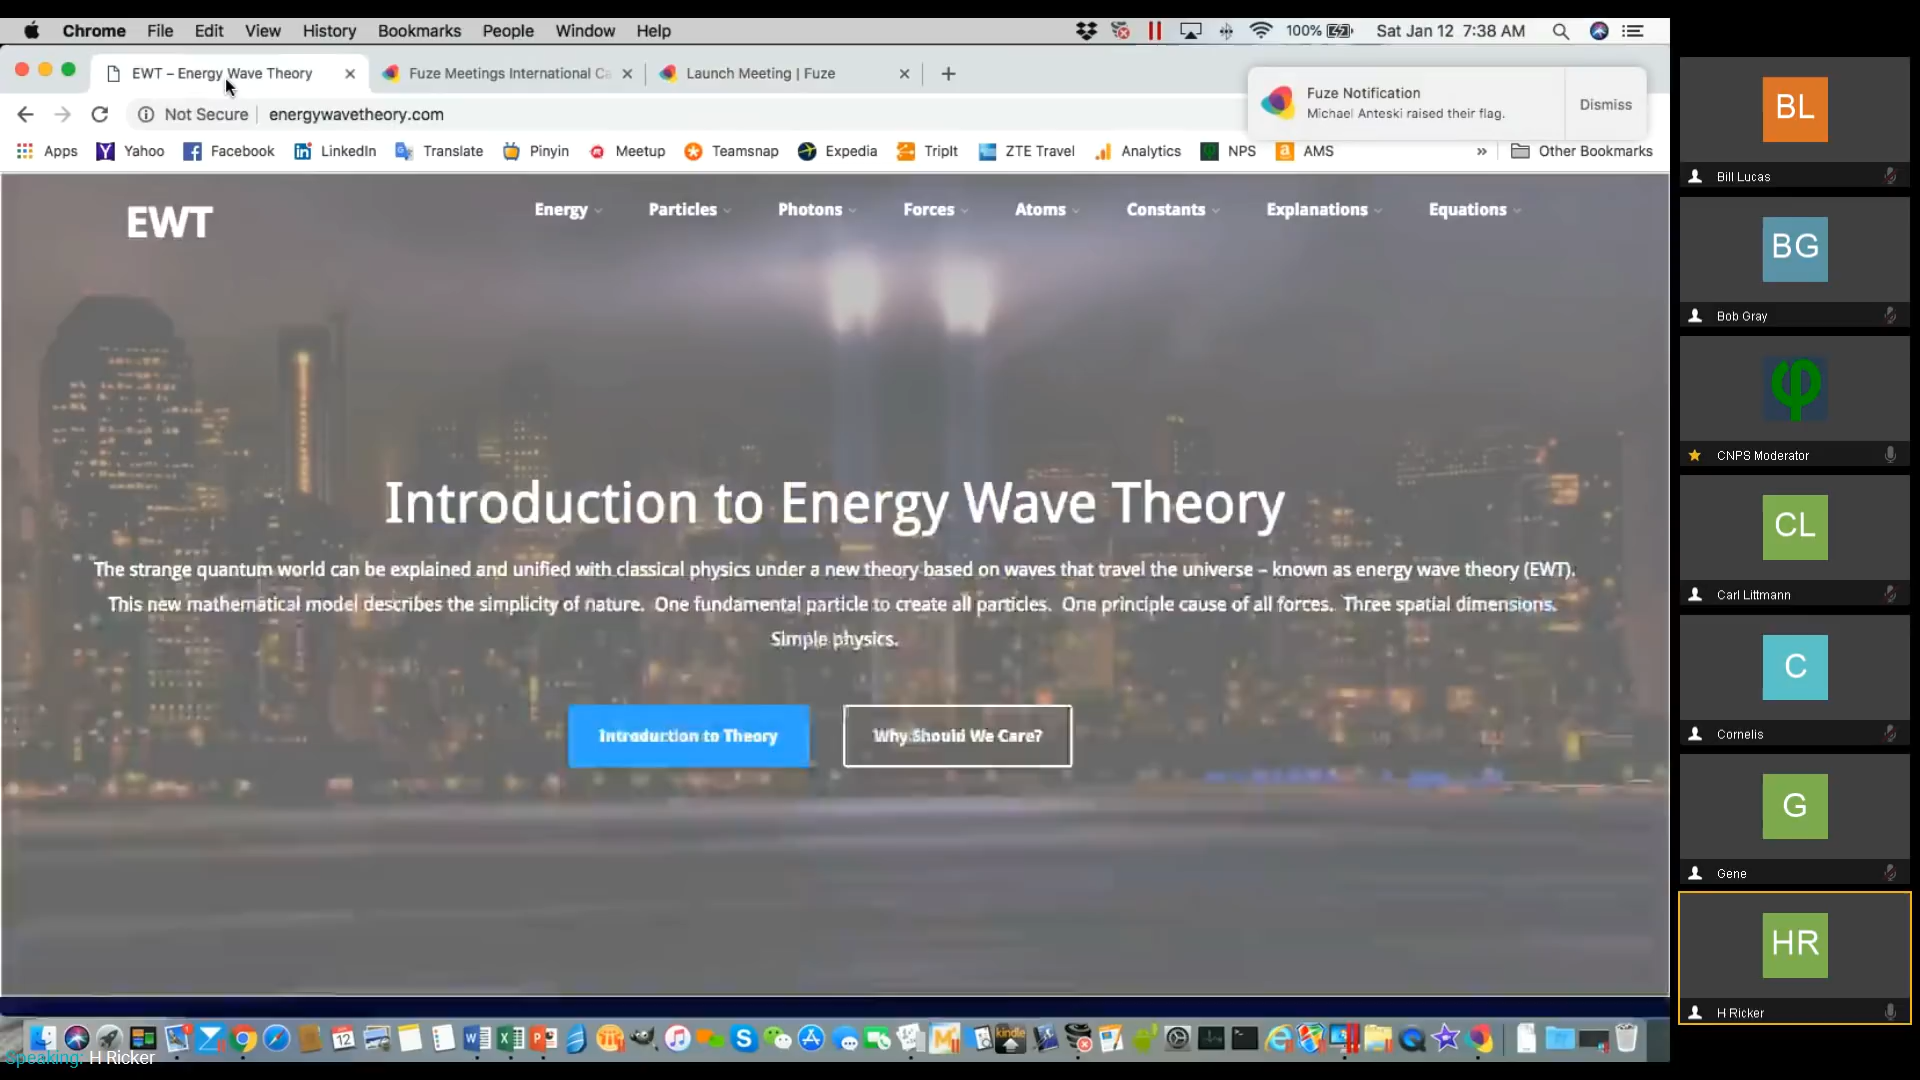 Chrome File Edit View History Bookmarks People Window Help 100% Sat Jan 12 7:38 AM
EWT – Energy Wave Theory Fuze Meetings International Ca Launch Meeting | Fuze
Fuze Notification
Michael Anteski raised their flag.
Dismiss
Not Secure energywavetheory.com
Apps Yahoo Facebook LinkedIn Translate Pinyin Meetup Teamsnap Expedia TripIt ZTE Travel Analytics NPS AMS » Other Bookmarks
EWT
Energy Particles Photons Forces Atoms Constants Explanations Equations
Introduction to Energy Wave Theory
The strange quantum world can be explained and unified with classical physics under a new theory based on waves that travel the universe – known as energy wave theory (EWT).
This new mathematical model describes the simplicity of nature. One fundamental particle to create all particles. One principle cause of all forces. Three spatial dimensions.
Simple physics.
Introduction to Theory Why Should We Care?
BL
Bill Lucas
BG
Bob Gray
φ
CNPS Moderator
CL
Carl Littmann
C
Cornelis
G
Gene
HR
H Ricker
Speaking: H Ricker